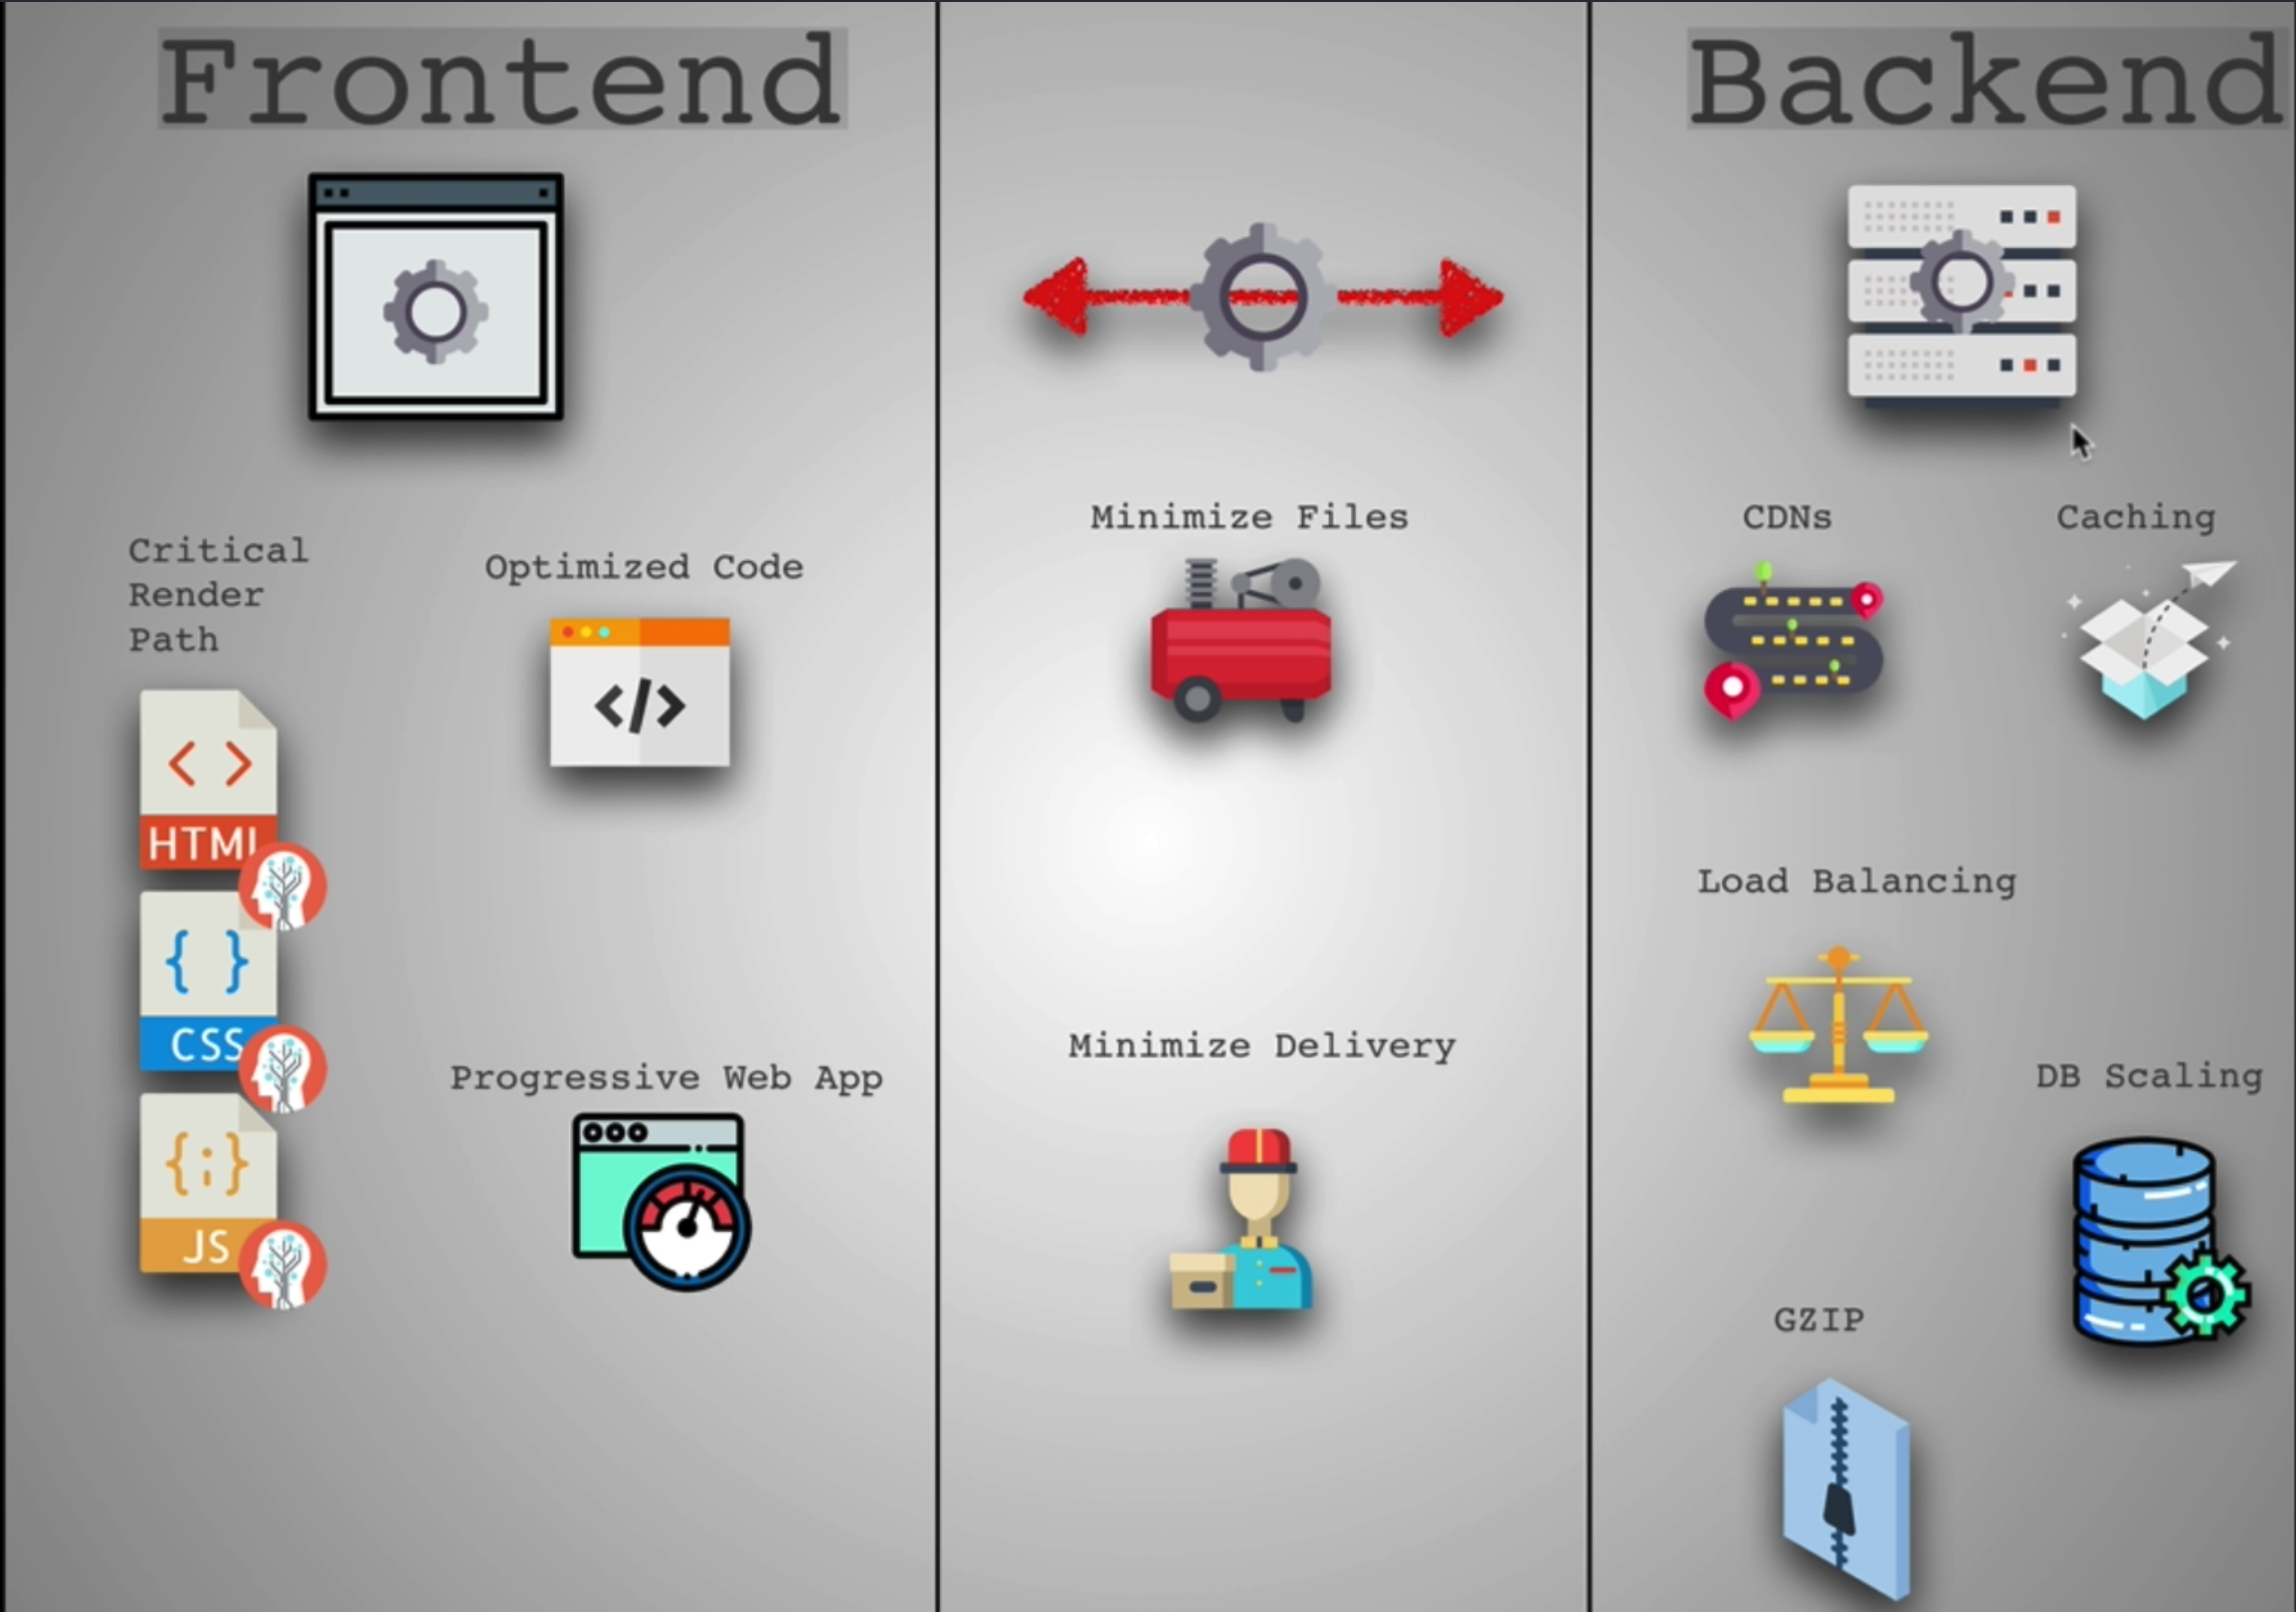 Frontend
Backend
Critical
Render
Path
Optimized Code
HTML
CSS
JS
Progressive Web App
Minimize Files
Minimize Delivery
CDNs
Caching
Load Balancing
DB Scaling
GZIP